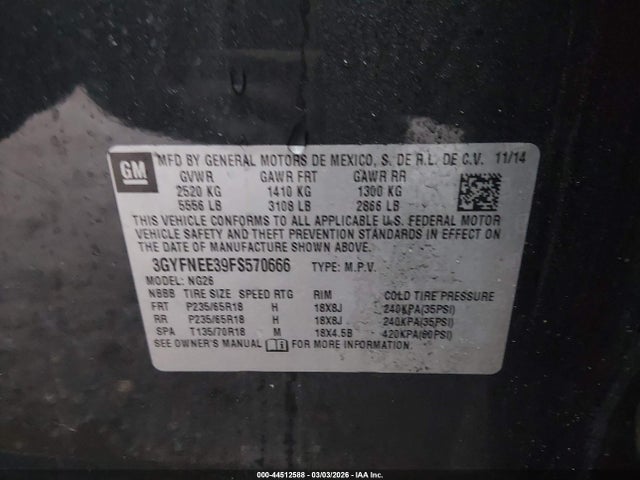 GM
MFD BY GENERAL MOTORS DE MEXICO, S. DE R.L. DE C.V. 11/14
GVWR GAWR FRT GAWR RR
2520 KG 1410 KG 1300 KG
5556 LB 3109 LB 2866 LB
THIS VEHICLE CONFORMS TO ALL APPLICABLE U.S. FEDERAL MOTOR
VEHICLE SAFETY AND THEFT PREVENTION STANDARDS IN EFFECT ON THE
DATE OF MANUFACTURE SHOWN ABOVE.
3GYFNEE39FS570666 TYPE: M.P.V.
MODEL: NG26
NBBB TIRE SIZE SPEED RTG RIM COLD TIRE PRESSURE
FRT P235/65R18 H 18X8J 240KPA(35PSI)
RR P235/65R18 H 18X8J 240KPA(35PSI)
SPA T135/70R18 M 18X4.5B 420KPA(60PSI)
SEE OWNER'S MANUAL FOR MORE INFORMATION.
000-44512588 - 03/03/2026 - IAA Inc.